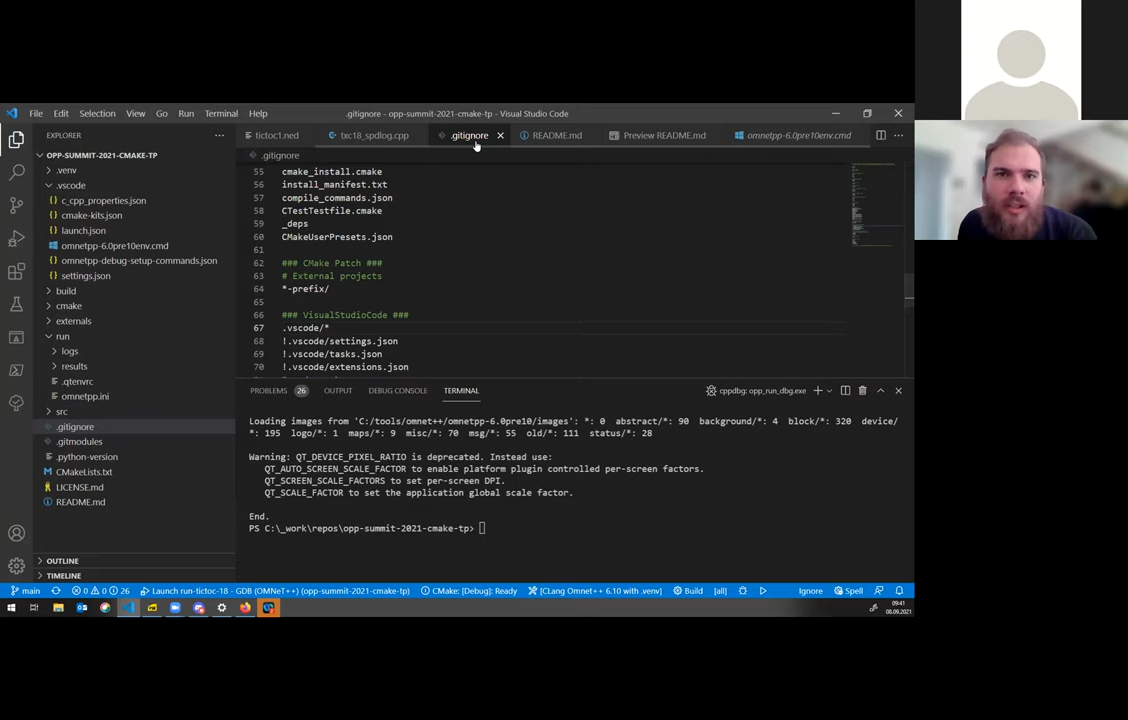 File Edit Selection View Go Run Terminal Help
.gitignore - opp-summit-2021-cmake-tp - Visual Studio Code
EXPLORER
OPP-SUMMIT-2021-CMAKE-TP
.venv
.vscode
c_cpp_properties.json
cmake-kits.json
launch.json
omnetpp-6.0pre10env.cmd
omnetpp-debug-setup-commands.json
settings.json
build
cmake
externals
run
logs
results
.qtenvrc
omnetpp.ini
src
.gitignore
.gitmodules
.python-version
CMakeLists.txt
LICENSE.md
README.md
OUTLINE
TIMELINE
tictoc1.ned
txc18_spdlog.cpp
.gitignore
README.md
Preview README.md
omnetpp-6.0pre10env.cmd
.gitignore
55 cmake_install.cmake
56 install_manifest.txt
57 compile_commands.json
58 CTestTestfile.cmake
59 _deps
60 CMakeUserPresets.json
61
62 ### CMake Patch ###
63 # External projects
64 *-prefix/
65
66 ### VisualStudioCode ###
67 .vscode/*
68 !.vscode/settings.json
69 !.vscode/tasks.json
70 !.vscode/extensions.json
PROBLEMS 26 OUTPUT DEBUG CONSOLE TERMINAL
cppdbg: opp_run_dbg.exe
Loading images from 'C:/tools/omnet++/omnetpp-6.0pre10/images': *: 0 abstract/*: 90 background/*: 4 block/*: 320 device/
*: 195 logo/*: 1 maps/*: 9 misc/*: 70 msg/*: 55 old/*: 111 status/*: 28
Warning: QT_DEVICE_PIXEL_RATIO is deprecated. Instead use:
QT_AUTO_SCREEN_SCALE_FACTOR to enable platform plugin controlled per-screen factors.
QT_SCREEN_SCALE_FACTORS to set per-screen DPI.
QT_SCALE_FACTOR to set the application global scale factor.
End.
PS C:\_work\repos\opp-summit-2021-cmake-tp>
main 0 0 26 Launch run-tictoc-18 - GDB (OMNeT++) (opp-summit-2021-cmake-tp) CMake: [Debug]: Ready [CLang Omnet++ 6.10 with .venv] Build [all] Ignore Spell
09:41
08.09.2021